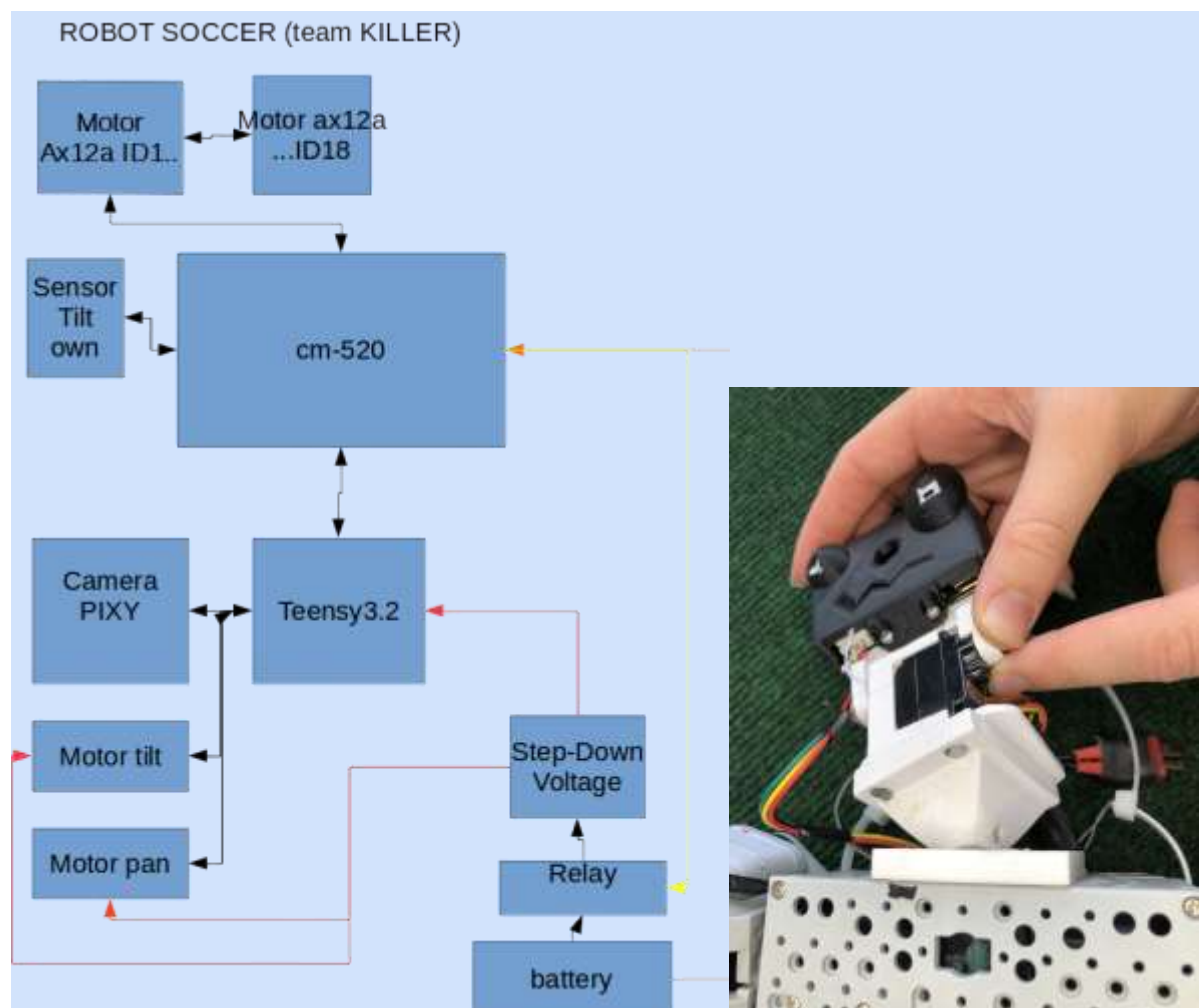 ROBOT SOCCER (team KILLER)
Motor
Ax12a ID1..
Motor ax12a
...ID18
Sensor
Tilt
own
cm-520
Camera
PIXY
Teensy3.2
Motor tilt
Step-Down
Voltage
Motor pan
Relay
battery